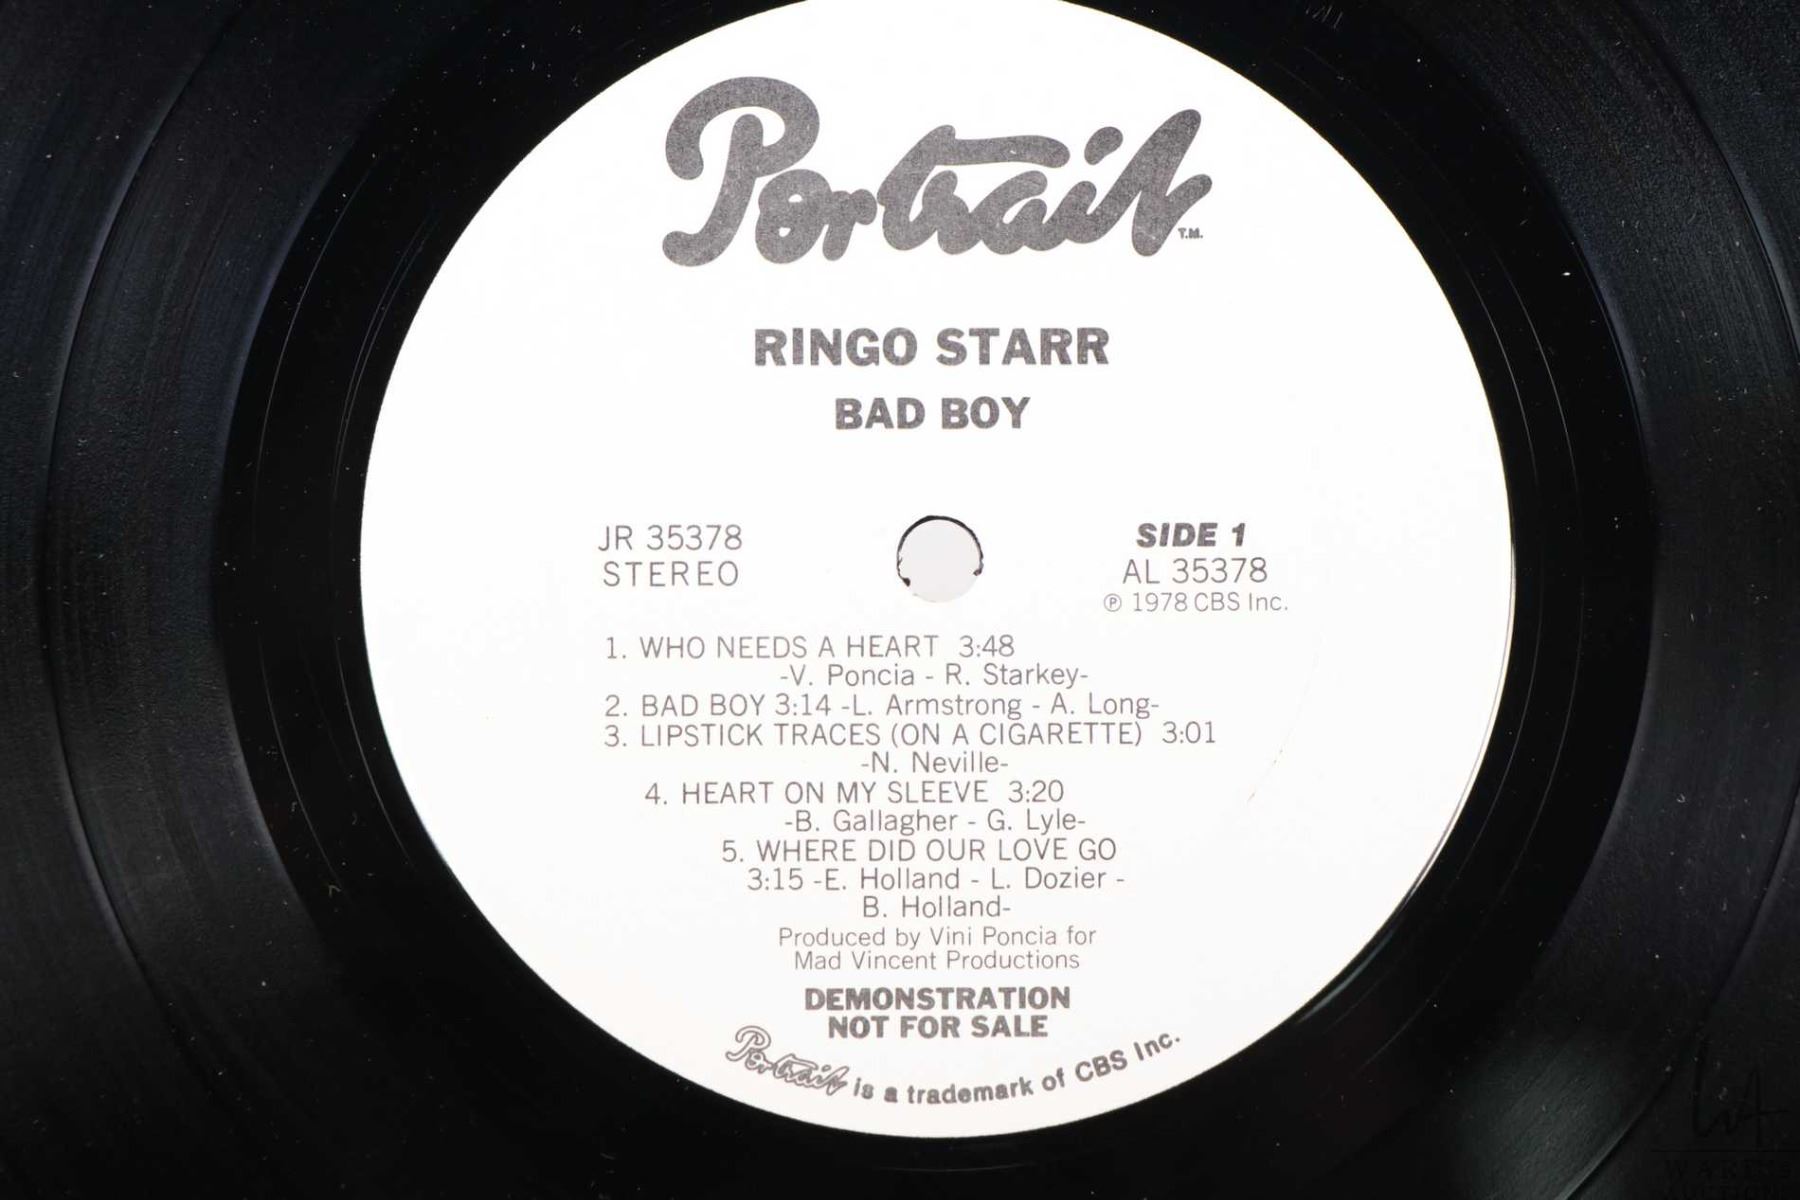 Portrait T.M.
RINGO STARR
BAD BOY
JR 35378
STEREO
SIDE 1
AL 35378
℗ 1978 CBS Inc.
1. WHO NEEDS A HEART 3:48
-V. Poncia - R. Starkey-
2. BAD BOY 3:14 -L. Armstrong - A. Long-
3. LIPSTICK TRACES (ON A CIGARETTE) 3:01
-N. Neville-
4. HEART ON MY SLEEVE 3:20
-B. Gallagher - G. Lyle-
5. WHERE DID OUR LOVE GO
3:15 -E. Holland - L. Dozier -
B. Holland-
Produced by Vini Poncia for
Mad Vincent Productions
DEMONSTRATION
NOT FOR SALE
Portrait is a trademark of CBS Inc.